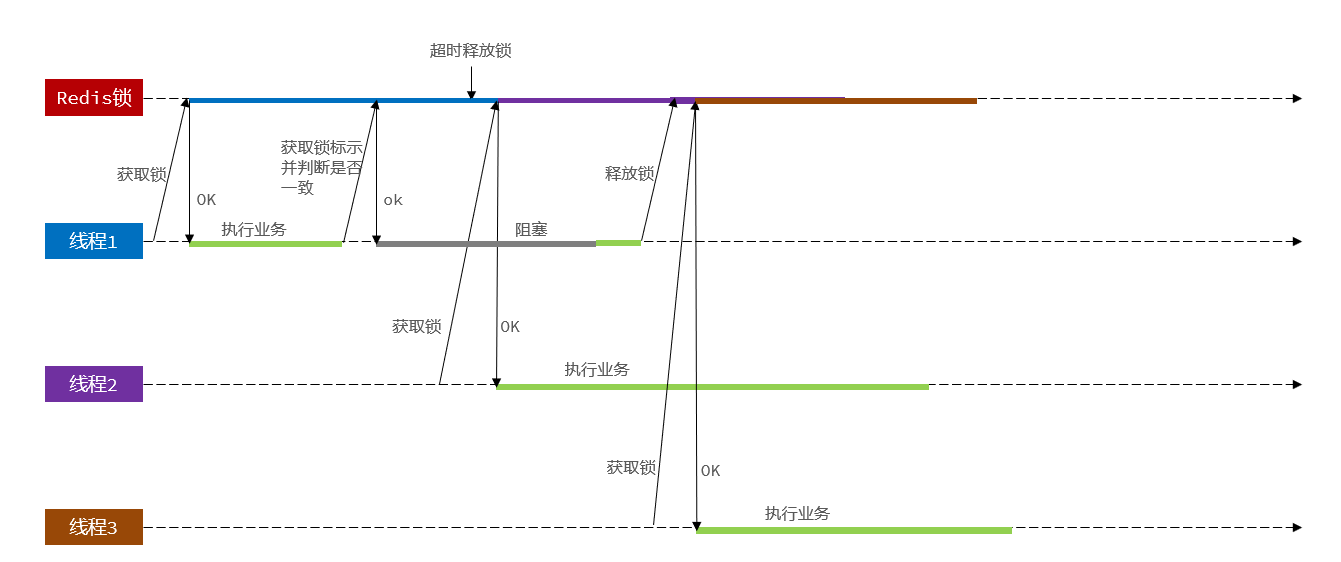 超时释放锁
Redis锁
获取锁标示
并判断是否
一致
获取锁
释放锁
OK
ok
执行业务
阻塞
线程1
获取锁
OK
执行业务
线程2
获取锁
OK
执行业务
线程3